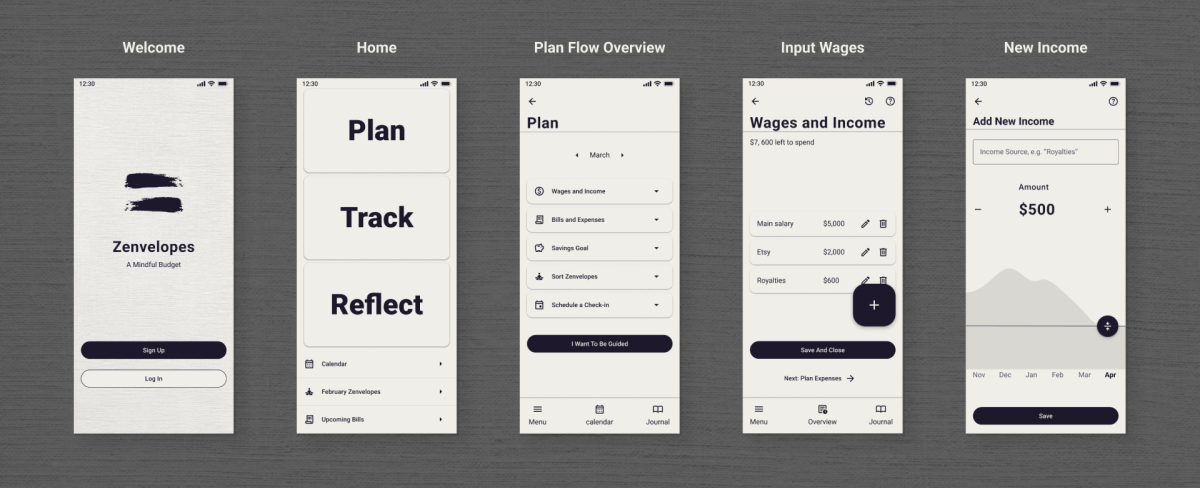 Welcome
Home
Plan Flow Overview
Input Wages
New Income
12:30
Zenvelopes
A Mindful Budget
Sign Up
Log In
12:30
Plan
Track
Reflect
Calendar
February Zenvelopes
Upcoming Bills
12:30
Plan
March
Wages and Income
Bills and Expenses
Savings Goal
Sort Zenvelopes
Schedule a Check-in
I Want To Be Guided
Menu calendar Journal
12:30
Wages and Income
$7, 600 left to spend
Main salary $5,000
Etsy $2,000
Royalties $600
+
Save And Close
Next: Plan Expenses
Menu Overview Journal
12:30
Add New Income
Income Source, e.g. “Royalties”
Amount
− $500 +
Nov Dec Jan Feb Mar Apr
Save